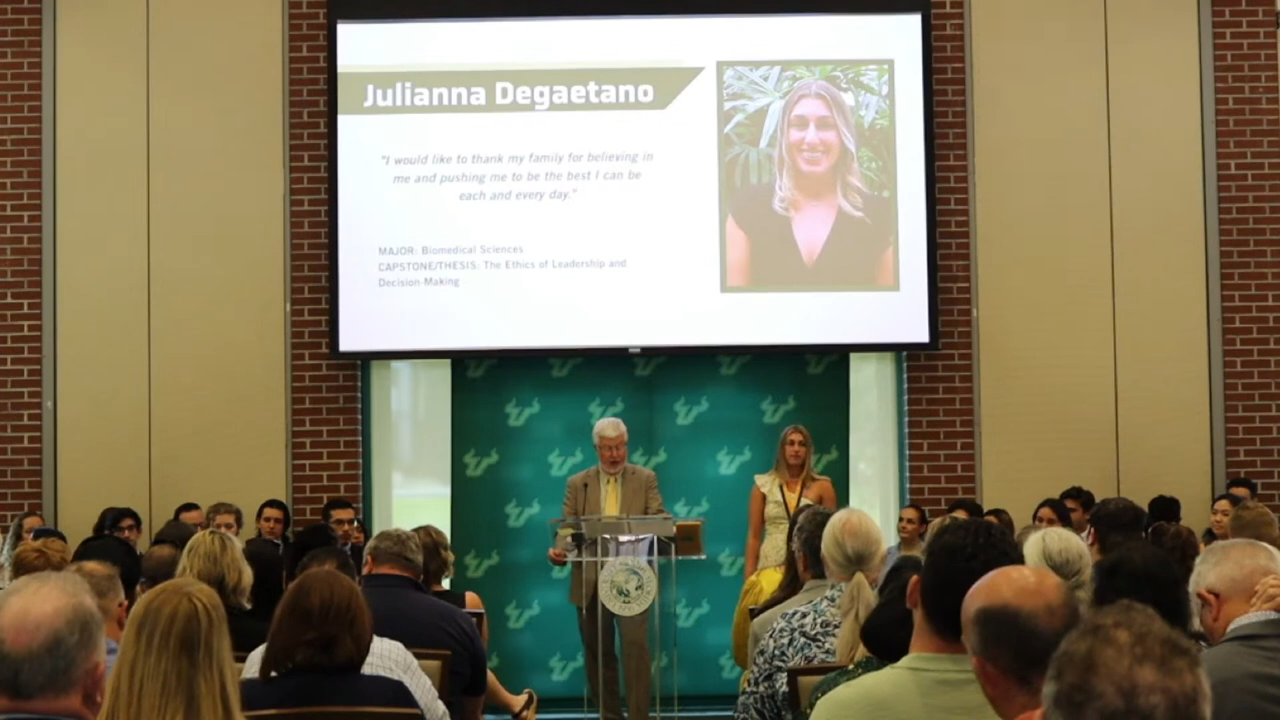 Julianna Degaetano
"I would like to thank my family for believing in
me and pushing me to be the best I can be
each and every day."
MAJOR: Biomedical Sciences
CAPSTONE/THESIS: The Ethics of Leadership and
Decision-Making